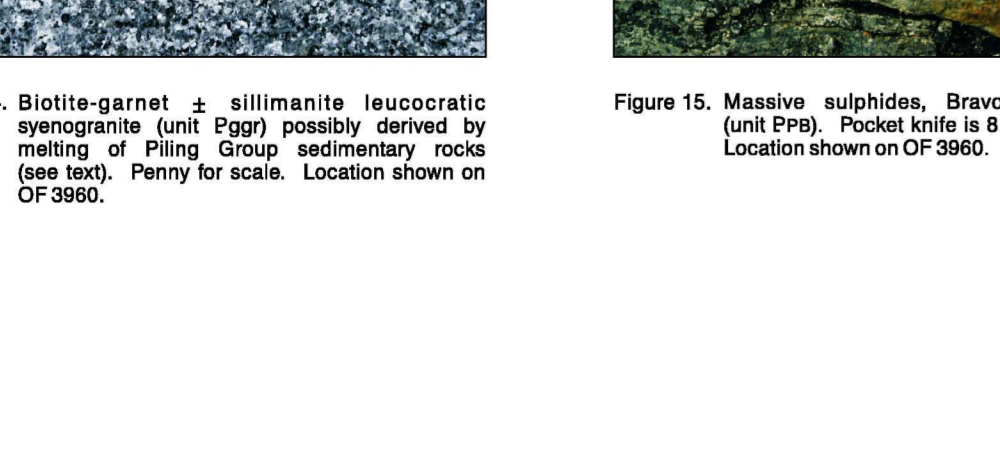 . Biotite-garnet ± sillimanite leucocratic
syenogranite (unit Pggr) possibly derived by
melting of Piling Group sedimentary rocks
(see text). Penny for scale. Location shown on
OF 3960.
Figure 15. Massive sulphides, Bravo
(unit PPB). Pocket knife is 8
Location shown on OF 3960.